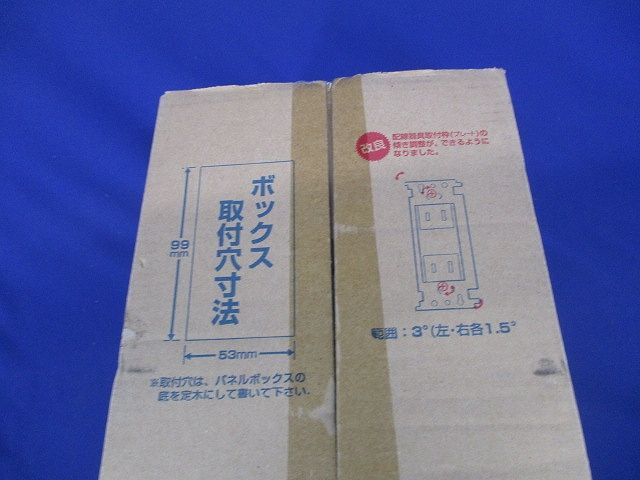 ボックス
取付穴寸法
99
mm
53mm
※取付穴は、パネルボックスの
底を定木にして書いて下さい.
改良
配線器具取付枠(プレート)の
傾き調整が、できるように
なりました。
範囲：3°(左・右各1.5°